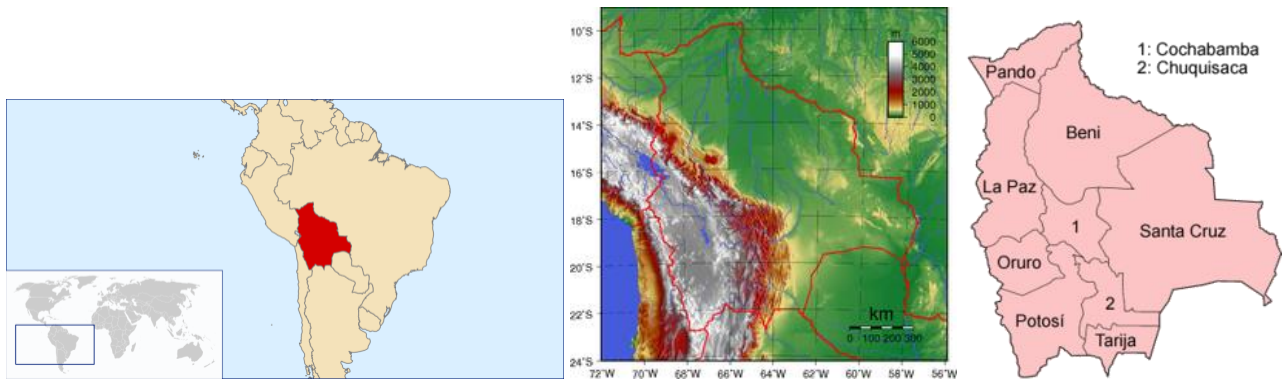 10°S
12°S
14°S
16°S
18°S
20°S
22°S
24°S
72°W 70°W 68°W 66°W 64°W 62°W 60°W 58°W 56°W
m
6000
5000
4000
3000
2000
1000
0
km
0 100 200 300
1: Cochabamba
2: Chuquisaca
Pando
Beni
La Paz
1
Santa Cruz
Oruro
2
Potosí
Tarija